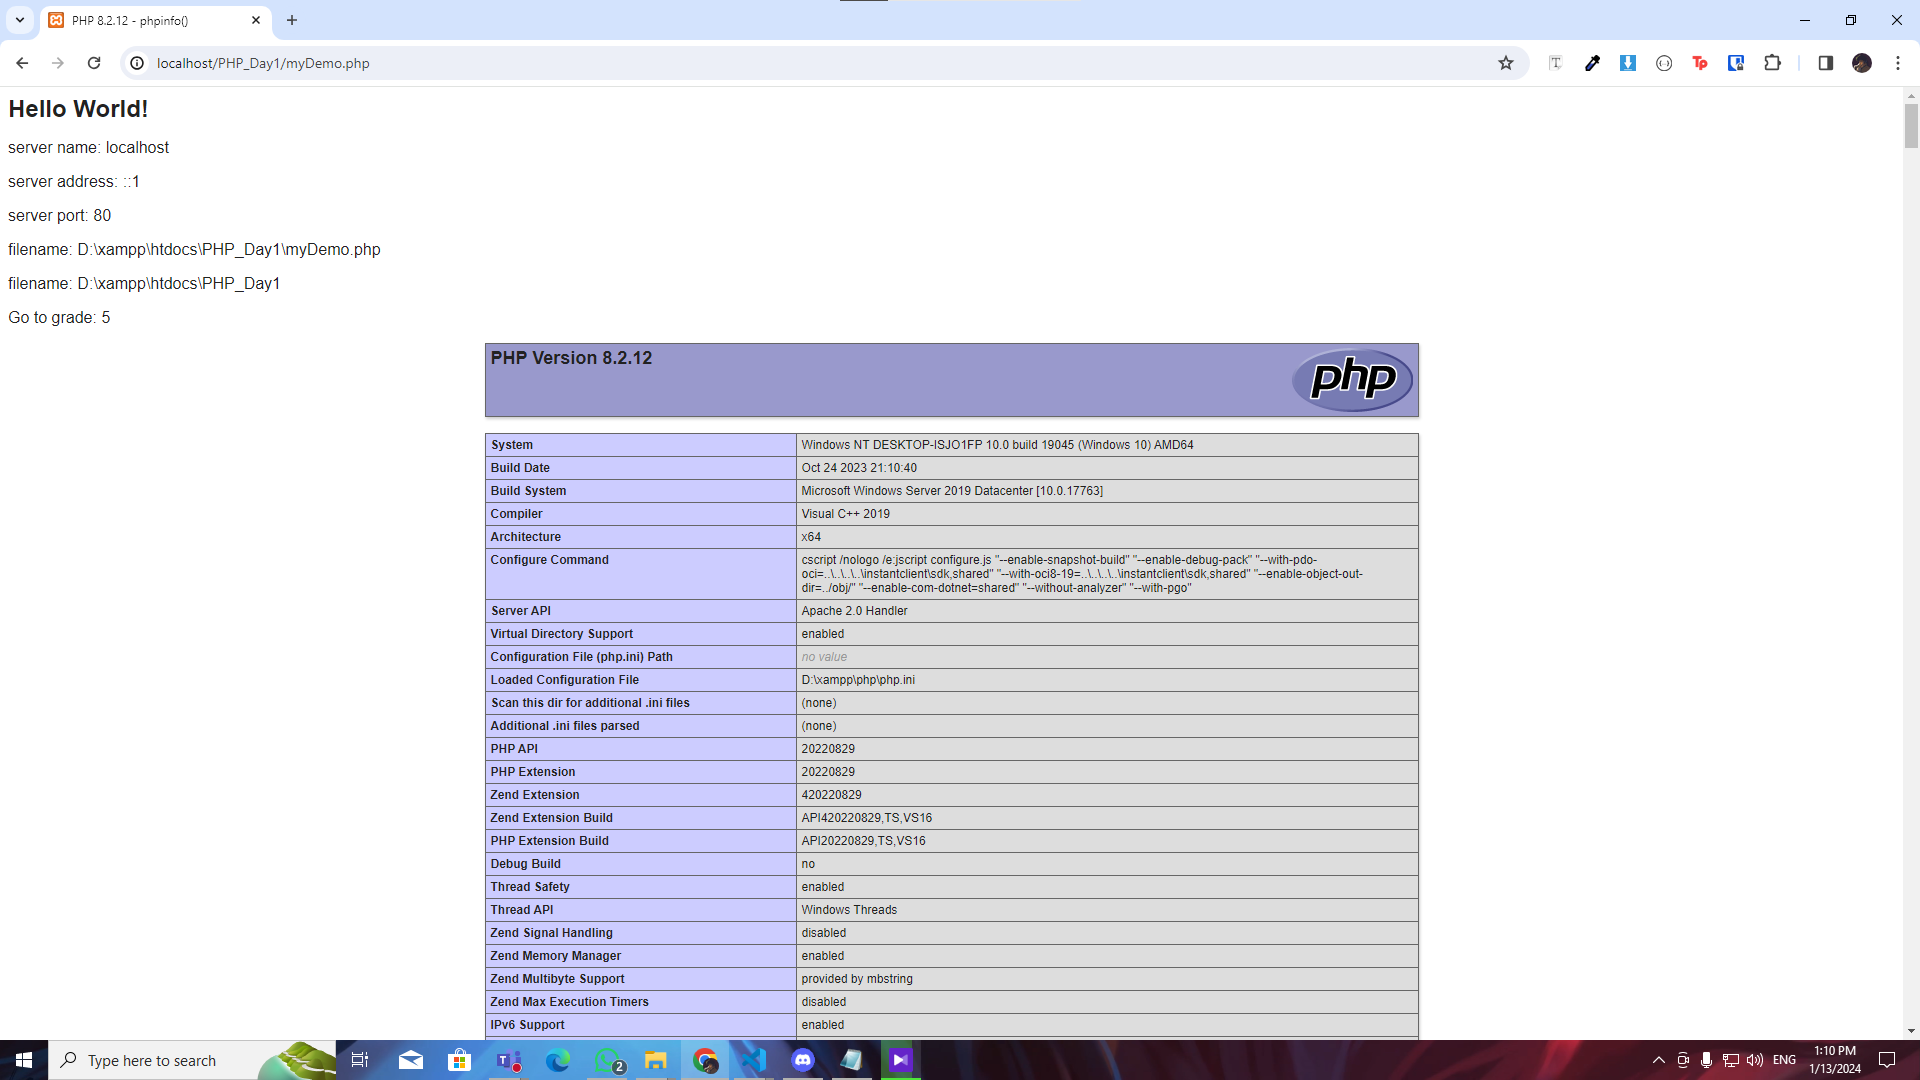 PHP 8.2.12 - phpinfo()
localhost/PHP_Day1/myDemo.php
Tp
Hello World!
server name: localhost
server address: ::1
server port: 80
filename: D:\xampp\htdocs\PHP_Day1\myDemo.php
filename: D:\xampp\htdocs\PHP_Day1
Go to grade: 5
PHP Version 8.2.12
php
System Windows NT DESKTOP-ISJO1FP 10.0 build 19045 (Windows 10) AMD64
Build Date Oct 24 2023 21:10:40
Build System Microsoft Windows Server 2019 Datacenter [10.0.17763]
Compiler Visual C++ 2019
Architecture x64
Configure Command cscript /nologo /e:jscript configure.js "--enable-snapshot-build" "--enable-debug-pack" "--with-pdo-
oci=..\..\..\..\instantclient\sdk,shared" "--with-oci8-19=..\..\..\..\instantclient\sdk,shared" "--enable-object-out-
dir=../obj/" "--enable-com-dotnet=shared" "--without-analyzer" "--with-pgo"
Server API Apache 2.0 Handler
Virtual Directory Support enabled
Configuration File (php.ini) Path no value
Loaded Configuration File D:\xampp\php\php.ini
Scan this dir for additional .ini files (none)
Additional .ini files parsed (none)
PHP API 20220829
PHP Extension 20220829
Zend Extension 420220829
Zend Extension Build API420220829,TS,VS16
PHP Extension Build API20220829,TS,VS16
Debug Build no
Thread Safety enabled
Thread API Windows Threads
Zend Signal Handling disabled
Zend Memory Manager enabled
Zend Multibyte Support provided by mbstring
Zend Max Execution Timers disabled
IPv6 Support enabled
Type here to search
2
ENG
1:10 PM
1/13/2024